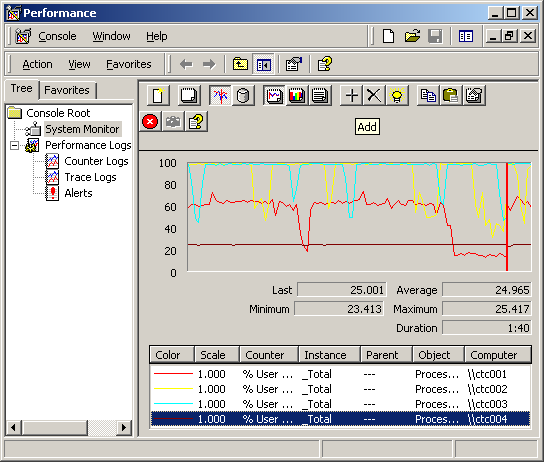 Performance
Console Window Help
Action View Favorites
Tree Favorites
Console Root
System Monitor
Performance Logs
Counter Logs
Trace Logs
Alerts
Add
100
80
60
40
20
0
Last 25.001 Average 24.965
Minimum 23.413 Maximum 25.417
Duration 1:40
Color Scale Counter Instance Parent Object Computer
1.000 % User ... _Total --- Proces... \\ctc001
1.000 % User ... _Total --- Proces... \\ctc002
1.000 % User ... _Total --- Proces... \\ctc003
1.000 % User ... _Total --- Proces... \\ctc004